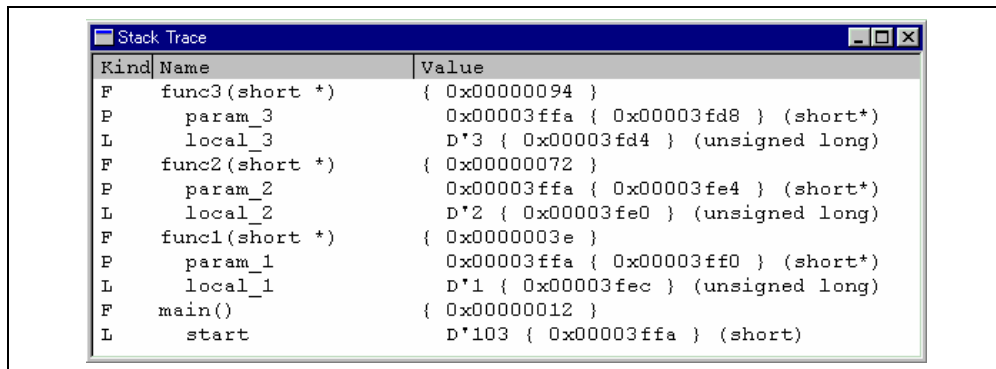 Stack Trace
Kind Name Value
F func3(short *) { 0x00000094 }
P param_3 0x00003ffa { 0x00003fd8 } (short*)
L local_3 D'3 { 0x00003fd4 } (unsigned long)
F func2(short *) { 0x00000072 }
P param_2 0x00003ffa { 0x00003fe4 } (short*)
L local_2 D'2 { 0x00003fe0 } (unsigned long)
F func1(short *) { 0x0000003e }
P param_1 0x00003ffa { 0x00003ff0 } (short*)
L local_1 D'1 { 0x00003fec } (unsigned long)
F main() { 0x00000012 }
L start D'103 { 0x00003ffa } (short)